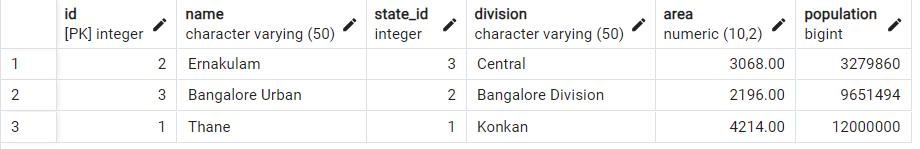 id name state_id division area population
[PK] integer character varying (50) integer character varying (50) numeric (10,2) bigint
1 2 Ernakulam 3 Central 3068.00 3279860
2 3 Bangalore Urban 2 Bangalore Division 2196.00 9651494
3 1 Thane 1 Konkan 4214.00 12000000